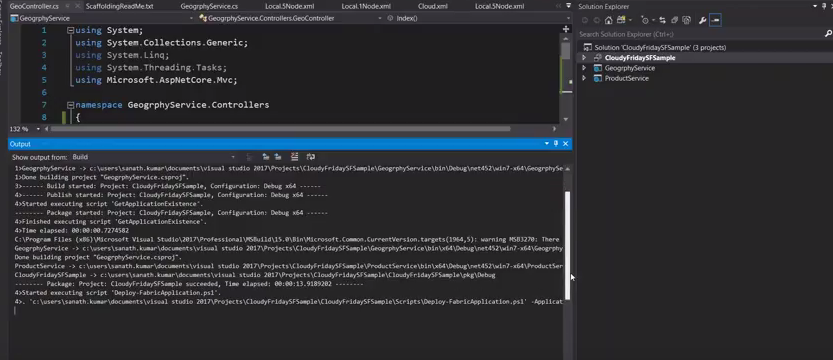 GeoController.cs
ScaffoldingReadMe.txt
GeogrphyService.cs
Local.5Node.xml
Local.1Node.xml
Cloud.xml
Local.5Node.xml
GeogrphyService
GeogrphyService.Controllers.GeoController
Index()
1 using System;
2 using System.Collections.Generic;
3 using System.Linq;
4 using System.Threading.Tasks;
5 using Microsoft.AspNetCore.Mvc;
6
7 namespace GeogrphyService.Controllers
8 {
132 %
Output
Show output from: Build
1>GeogrphyService -> c:\users\sanath.kumar\documents\visual studio 2017\Projects\CloudyFridaySFSample\GeogrphyService\bin\Debug\net452\win7-x64\GeogrphySe
1>Done building project "GeogrphyService.csproj".
3>------ Build started: Project: CloudyFridaySFSample, Configuration: Debug x64 ------
4>------ Publish started: Project: CloudyFridaySFSample, Configuration: Debug x64 ------
4>Started executing script 'GetApplicationExistence'.
------ Package started: Project: CloudyFridaySFSample, Configuration: Debug x64 ------
4>Finished executing script 'GetApplicationExistence'.
4>Time elapsed: 00:00:00.7274582
C:\Program Files (x86)\Microsoft Visual Studio\2017\Professional\MSBuild\15.0\Bin\Microsoft.Common.CurrentVersion.targets(1964,5): warning MSB3270: There
GeogrphyService -> c:\users\sanath.kumar\documents\visual studio 2017\Projects\CloudyFridaySFSample\GeogrphyService\bin\x64\Debug\net452\win7-x64\Geogrphy
Done building project "GeogrphyService.csproj".
ProductService -> c:\users\sanath.kumar\documents\visual studio 2017\Projects\CloudyFridaySFSample\ProductService\bin\x64\Debug\net452\win7-x64\ProductSer
CloudyFridaySFSample -> c:\users\sanath.kumar\documents\visual studio 2017\Projects\CloudyFridaySFSample\CloudyFridaySFSample\pkg\Debug
-------- Package: Project: CloudyFridaySFSample succeeded, Time elapsed: 00:00:13.9189202 --------
4>Started executing script 'Deploy-FabricApplication.ps1'.
4>. 'c:\users\sanath.kumar\documents\visual studio 2017\Projects\CloudyFridaySFSample\CloudyFridaySFSample\Scripts\Deploy-FabricApplication.ps1' -Applicat
Solution Explorer
Search Solution Explorer
Solution 'CloudyFridaySFSample' (3 projects)
CloudyFridaySFSample
GeogrphyService
ProductService